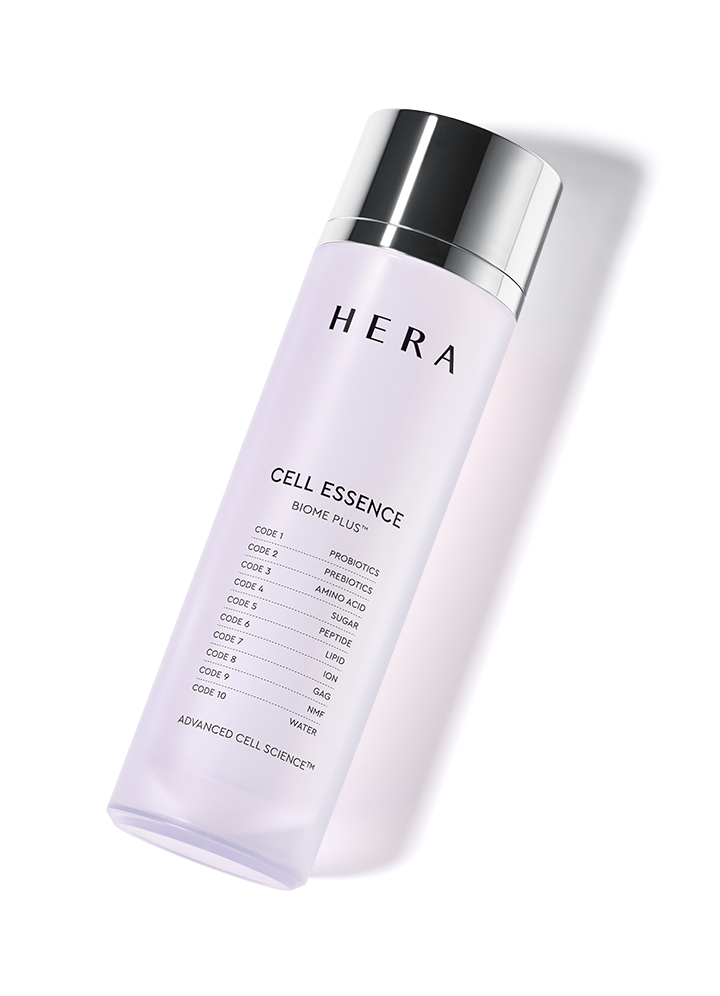 HERA
CELL ESSENCE
BIOME PLUS™
CODE 1 PROBIOTICS
CODE 2 PREBIOTICS
CODE 3 AMINO ACID
CODE 4 SUGAR
CODE 5 PEPTIDE
CODE 6 LIPID
CODE 7 ION
CODE 8 GAG
CODE 9 NMF
CODE 10 WATER
ADVANCED CELL SCIENCE™